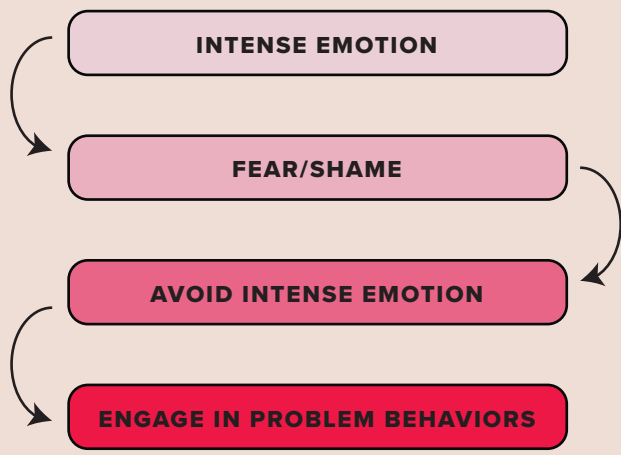 INTENSE EMOTION
FEAR/SHAME
AVOID INTENSE EMOTION
ENGAGE IN PROBLEM BEHAVIORS